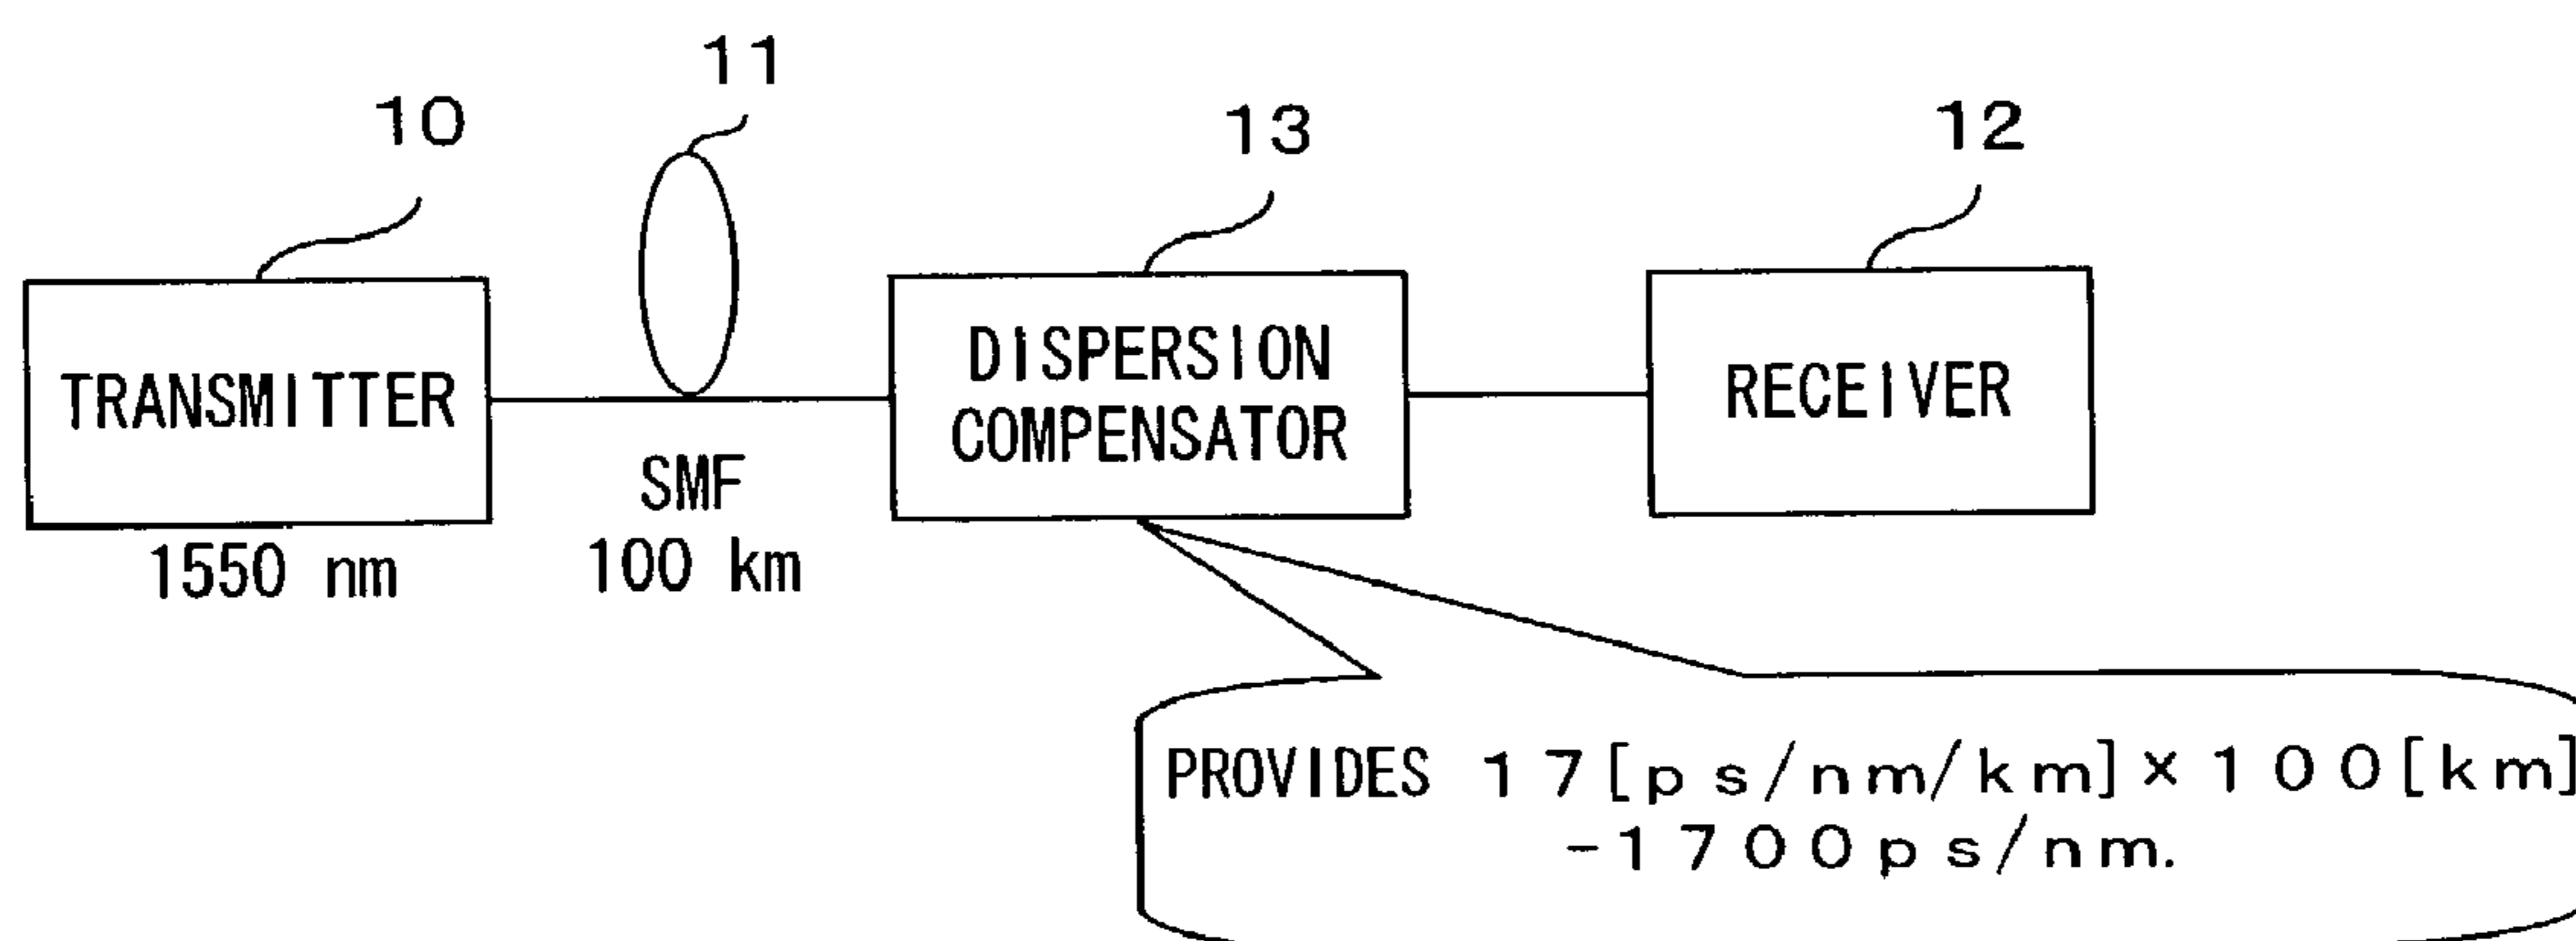 11
10
13
12
TRANSMITTER
DISPERSION
COMPENSATOR
RECEIVER
1550 nm
SMF
100 km
PROVIDES 17[ps/nm/km]×100[km]
-1700ps/nm.